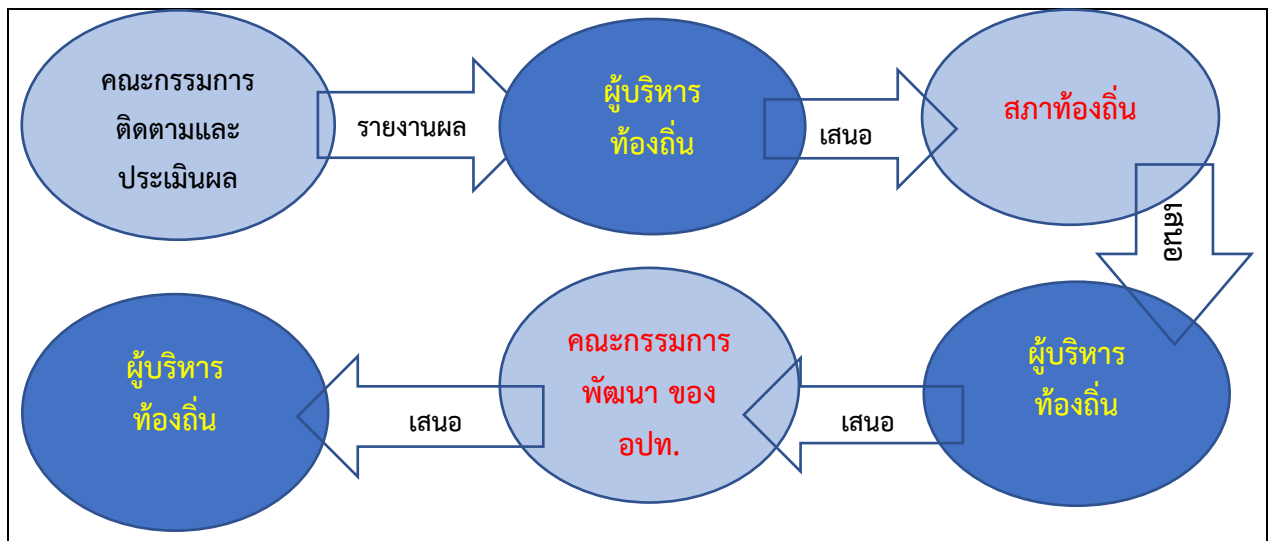 คณะกรรมการ
ติดตามและ
ประเมินผล
รายงานผล
ผู้บริหาร
ท้องถิ่น
เสนอ
สภาท้องถิ่น
เสนอ
ผู้บริหาร
ท้องถิ่น
เสนอ
คณะกรรมการ
พัฒนา ของ
อปท.
เสนอ
ผู้บริหาร
ท้องถิ่น